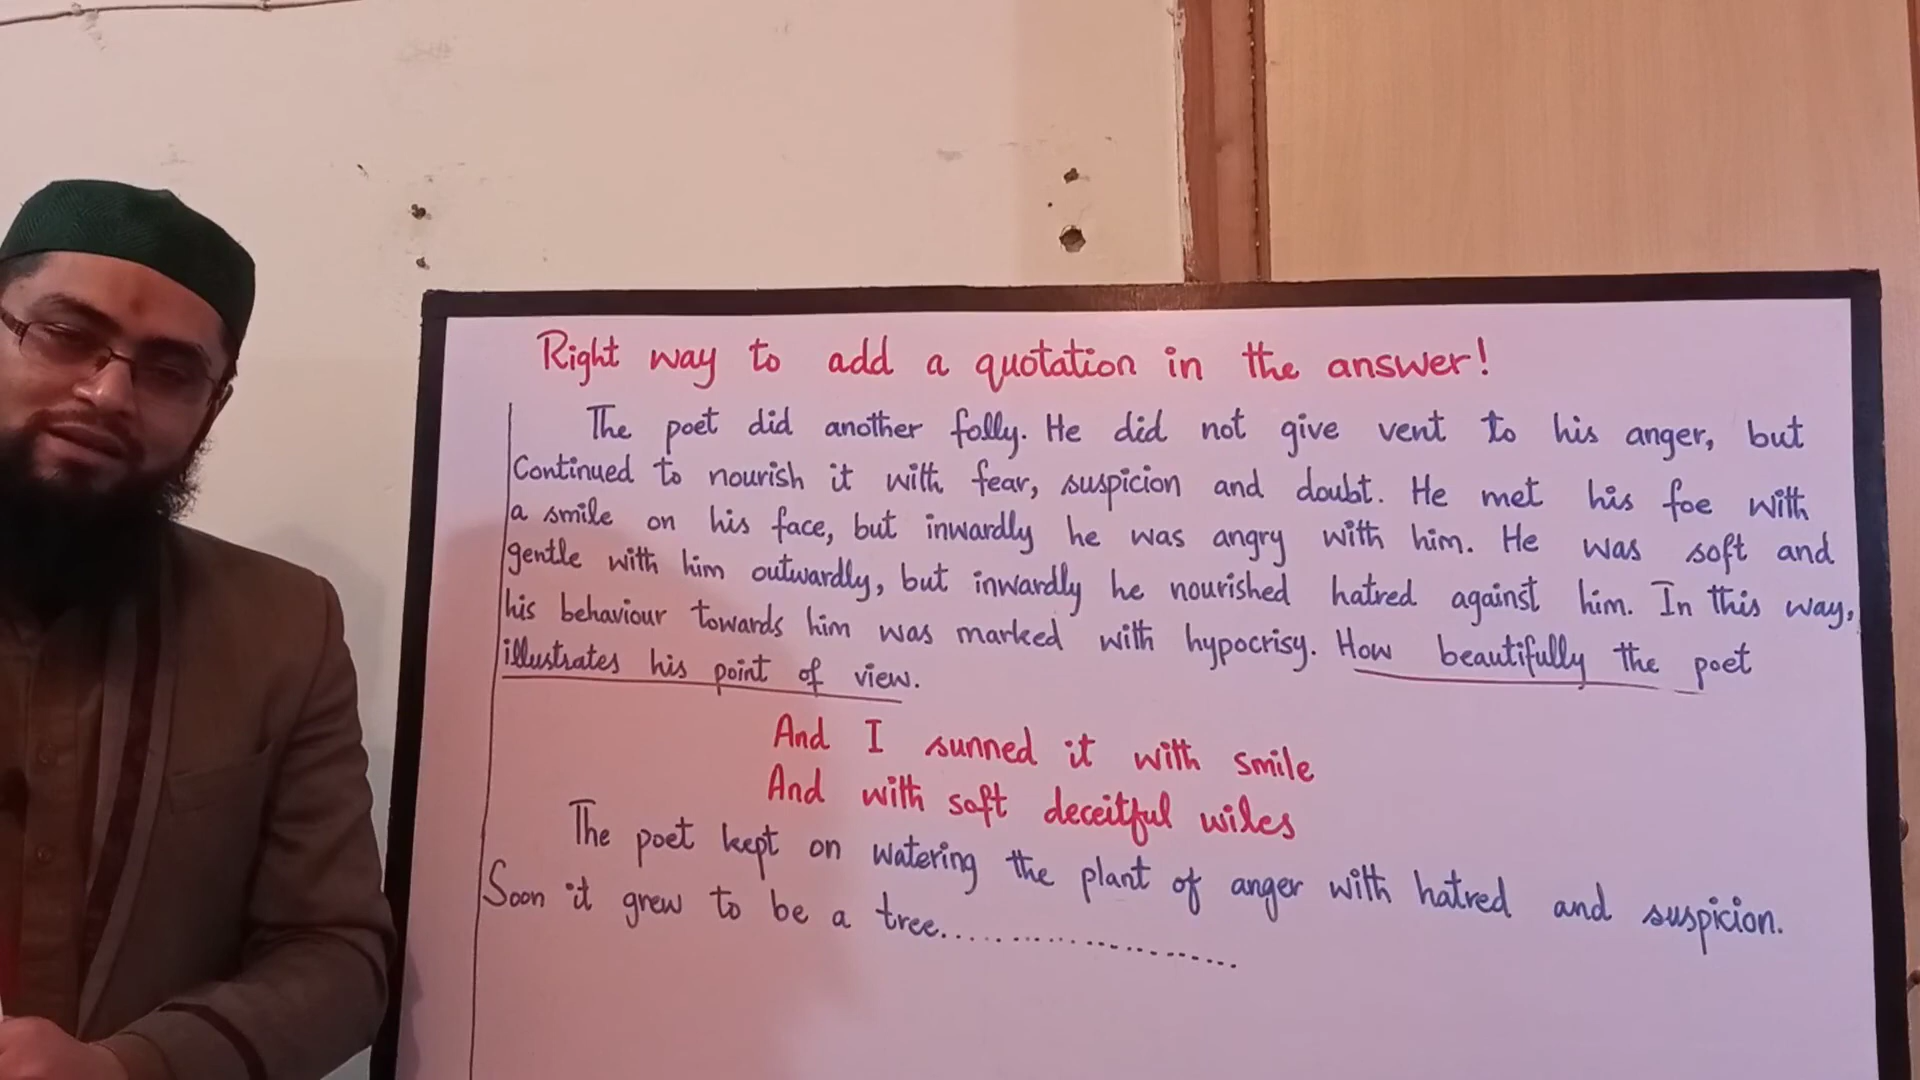 Right way to add a quotation in the answer!
The poet did another folly. He did not give vent to his anger, but
Continued to nourish it with fear, suspicion and doubt. He met his foe with
a smile on his face, but inwardly he was angry with him. He was soft and
gentle with him outwardly, but inwardly he nourished hatred against him. In this way,
his behaviour towards him was marked with hypocrisy. How beautifully the poet
illustrates his point of view.
And I sunned it with smile
And with soft deceitful wiles
The poet kept on watering the plant of anger with hatred and suspicion.
Soon it grew to be a tree....................